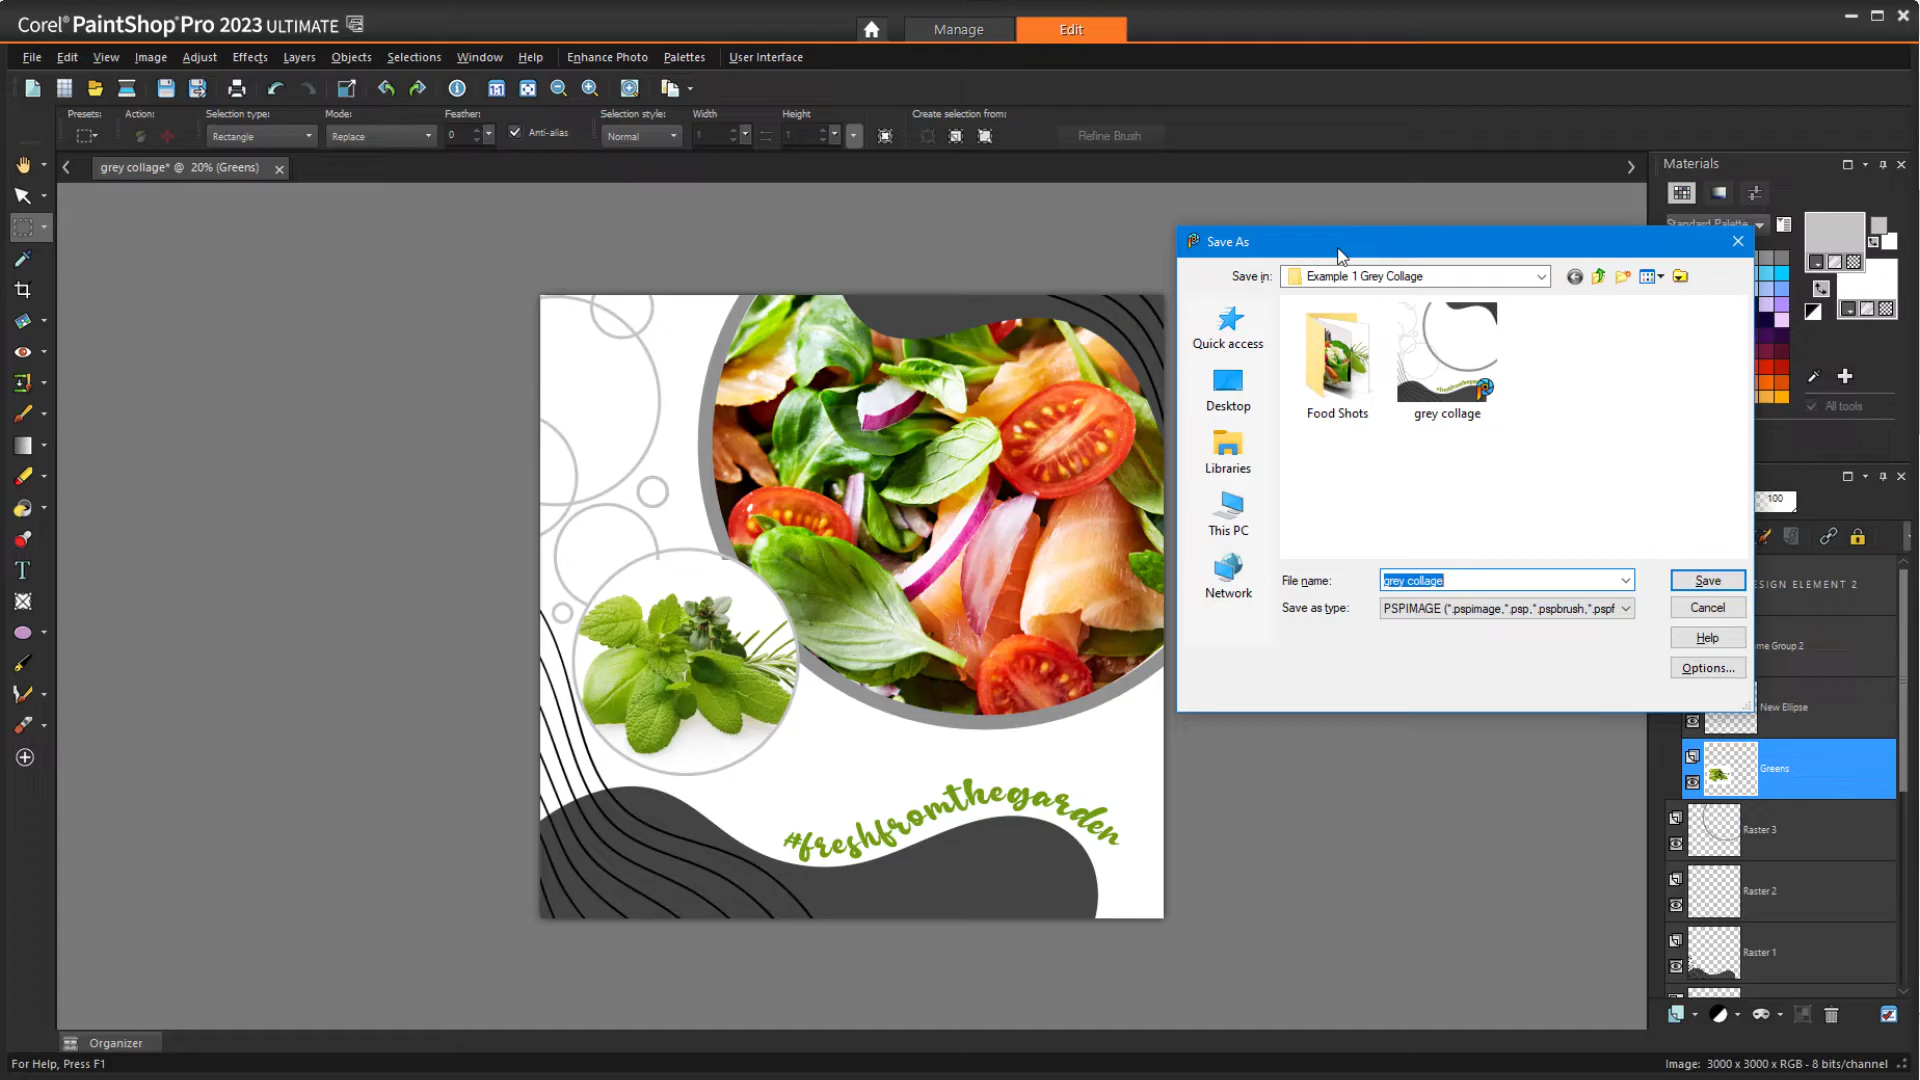 Corel® PaintShop® Pro 2023 ULTIMATE
Manage
Edit
File Edit View Image Adjust Effects Layers Objects Selections Window Help Enhance Photo Palettes User Interface
Presets: Action: Selection type: Mode: Feather: Selection style: Width Height Create selection from:
Rectangle Replace 0 Anti-alias Normal 1 1 Refine Brush
grey collage* @ 20% (Greens)
Materials
Standard Palette
All tools
Save As
Save in: Example 1 Grey Collage
Quick access
Desktop
Libraries
This PC
Network
Food Shots
grey collage
File name: grey collage
Save as type: PSPIMAGE (*.pspimage,*.psp,*.pspbrush,*.pspf
Save
Cancel
Help
Options...
#freshfromthegarden
100
ESIGN ELEMENT 2
me Group 2
New Ellipse
Greens
Raster 3
Raster 2
Raster 1
Organizer
For Help, Press F1
Image: 3000 x 3000 x RGB - 8 bits/channel